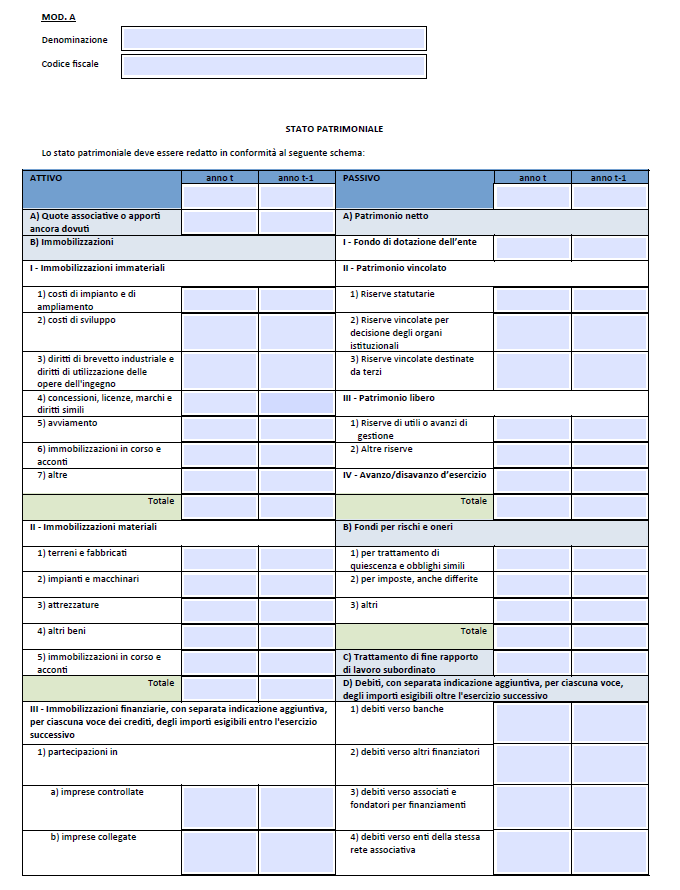 MOD. A
Denominazione
Codice fiscale
STATO PATRIMONIALE
Lo stato patrimoniale deve essere redatto in conformità al seguente schema:
ATTIVO
anno t
anno t-1
PASSIVO
anno t
anno t-1
A) Quote associative o apporti
ancora dovuti
A) Patrimonio netto
B) Immobilizzazioni
I - Fondo di dotazione dell'ente
I - Immobilizzazioni immateriali
II - Patrimonio vincolato
1) costi di impianto e di
ampliamento
1) Riserve statutarie
2) costi di sviluppo
2) Riserve vincolate per
decisione degli organi
istituzionali
3) diritti di brevetto industriale e
diritti di utilizzazione delle
opere dell'ingegno
3) Riserve vincolate destinate
da terzi
4) concessioni, licenze, marchi e
diritti simili
III - Patrimonio libero
5) avviamento
1) Riserve di utili o avanzi di
gestione
6) immobilizzazioni in corso e
acconti
2) Altre riserve
7) altre
IV - Avanzo/disavanzo d'esercizio
Totale
Totale
II - Immobilizzazioni materiali
B) Fondi per rischi e oneri
1) terreni e fabbricati
1) per trattamento di
quiescenza e obblighi simili
2) impianti e macchinari
2) per imposte, anche differite
3) attrezzature
3) altri
4) altri beni
Totale
5) immobilizzazioni in corso e
acconti
C) Trattamento di fine rapporto
di lavoro subordinato
Totale
D) Debiti, con separata indicazione aggiuntiva, per ciascuna voce,
degli importi esigibili oltre l'esercizio successivo
III - Immobilizzazioni finanziarie, con separata indicazione aggiuntiva,
per ciascuna voce dei crediti, degli importi esigibili entro l'esercizio
successivo
1) debiti verso banche
1) partecipazioni in
2) debiti verso altri finanziatori
a) imprese controllate
3) debiti verso associati e
fondatori per finanziamenti
b) imprese collegate
4) debiti verso enti della stessa
rete associativa